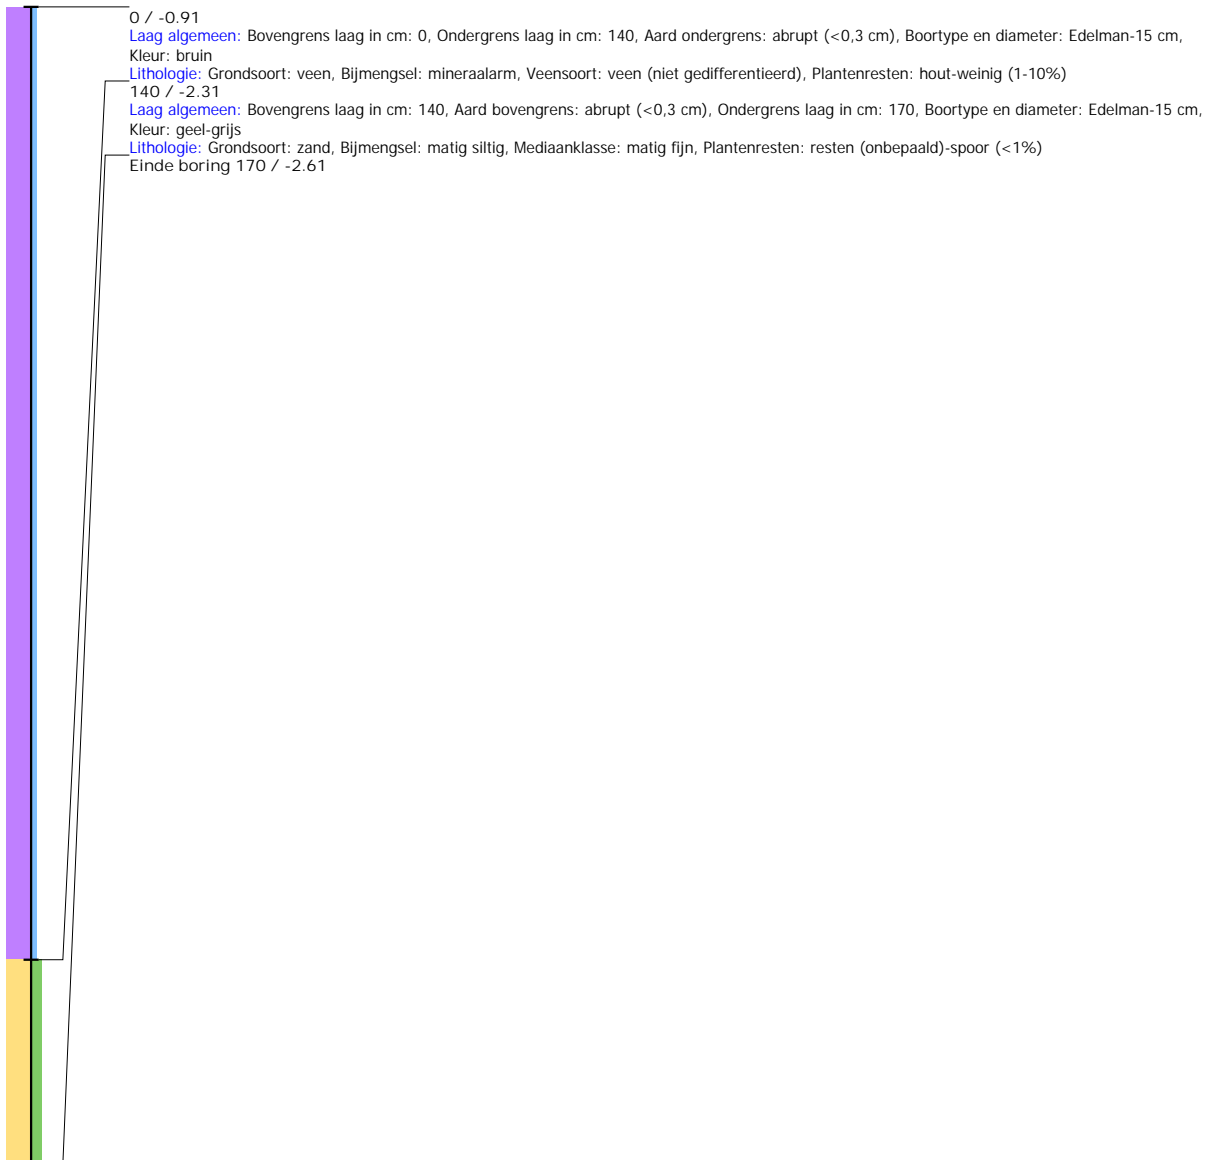 0 / -0.91
Laag algemeen: Bovengrens laag in cm: 0, Ondergrens laag in cm: 140, Aard ondergrens: abrupt (<0,3 cm), Boortype en diameter: Edelman-15 cm,
Kleur: bruin
Lithologie: Grondsoort: veen, Bijmengsel: mineraalarm, Veensoort: veen (niet gedifferentieerd), Plantenresten: hout-weinig (1-10%)
140 / -2.31
Laag algemeen: Bovengrens laag in cm: 140, Aard bovengrens: abrupt (<0,3 cm), Ondergrens laag in cm: 170, Boortype en diameter: Edelman-15 cm,
Kleur: geel-grijs
Lithologie: Grondsoort: zand, Bijmengsel: matig siltig, Mediaanklasse: matig fijn, Plantenresten: resten (onbepaald)-spoor (<1%)
Einde boring 170 / -2.61